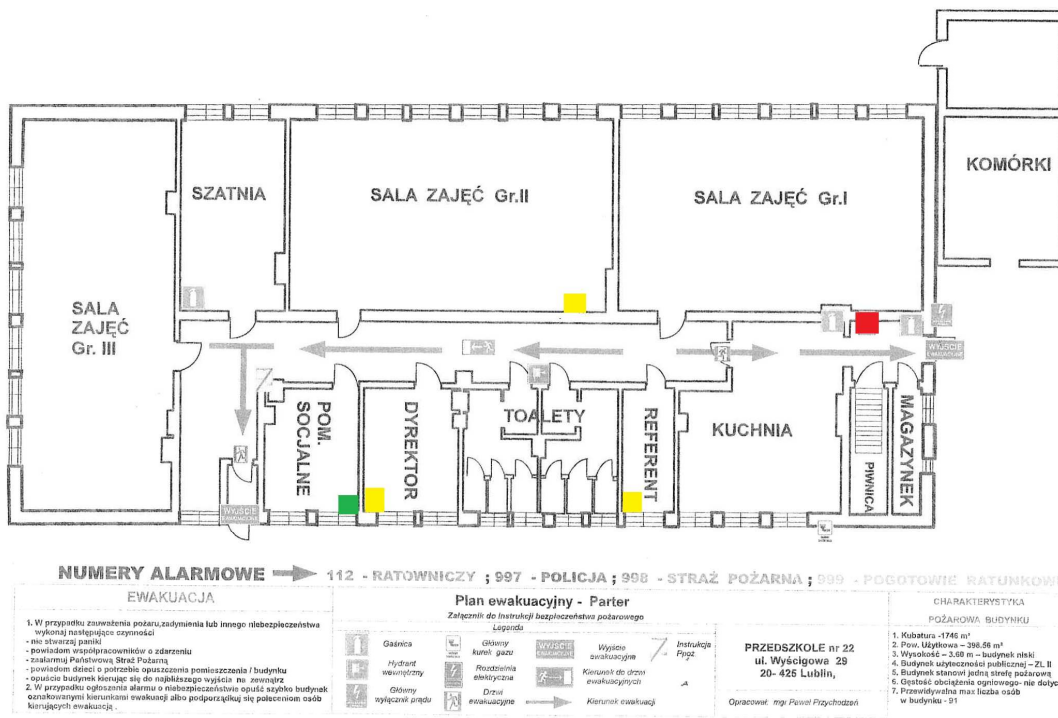 KOMÓRKI
SZATNIA
SALA ZAJĘĆ Gr.II
SALA ZAJĘĆ Gr.I
SALA
ZAJĘĆ
Gr. III
WYJŚCIE
EWAKUACYJNE
POM.
SOCJALNE
DYREKTOR
TOALETY
REFERENT
KUCHNIA
PIWNICA
MAGAZYNEK
WYJŚCIE
EWAKUACYJNE
NUMERY ALARMOWE 112 - RATOWNICZY ; 997 - POLICJA ; 998 - STRAŻ POŻARNA ; 999 - POGOTOWIE RATUNKOWE
EWAKUACJA
1. W przypadku zauważenia pożaru,zadymienia lub innego niebezpieczeństwa
wykonaj następujące czynności
- nie stwarzaj paniki
- powiadom współpracowników o zdarzeniu
- zaalarmuj Państwową Straż Pożarną
- powiadom dzieci o potrzebie opuszczenia pomieszczenia / budynku
- opuście budynek kierując się do najbliższego wyjścia na zewnątrz
2. W przypadku ogłoszenia alarmu o niebezpieczeństwie opuść szybko budynek
oznakowanymi kierunkami ewakuacji albo podporządkuj się poleceniom osób
kierujących ewakuacją .
Plan ewakuacyjny - Parter
Załącznik do Instrukcji bezpieczeństwa pożarowego
Legenda
Gaśnica
Hydrant
wewnętrzny
Główny
wyłącznik prądu
Główny
kurek gazu
Rozdzielnia
elektryczna
Drzwi
ewakuacyjne
WYJŚCIE
EWAKUACYJNE
Wyjście
ewakuacyjne
Kierunek do drzwi
ewakuacyjnych
Kierunek ewakuacji
Instrukcja
Ppoż.
PRZEDSZKOLE nr 22
ul. Wyścigowa 29
20- 425 Lublin,
Opracował: mgr Paweł Przychodzeń
CHARAKTERYSTYKA
POŻAROWA BUDYNKU
1. Kubatura -1746 m³
2. Pow. Użytkowa – 398.56 m²
3. Wysokość – 3.60 m – budynek niski
4. Budynek użyteczności publicznej – ZL II
5. Budynek stanowi jedną strefę pożarową
6. Gęstość obciążenia ogniowego- nie dotyc
7. Przewidywalna max liczba osób
w budynku - 91